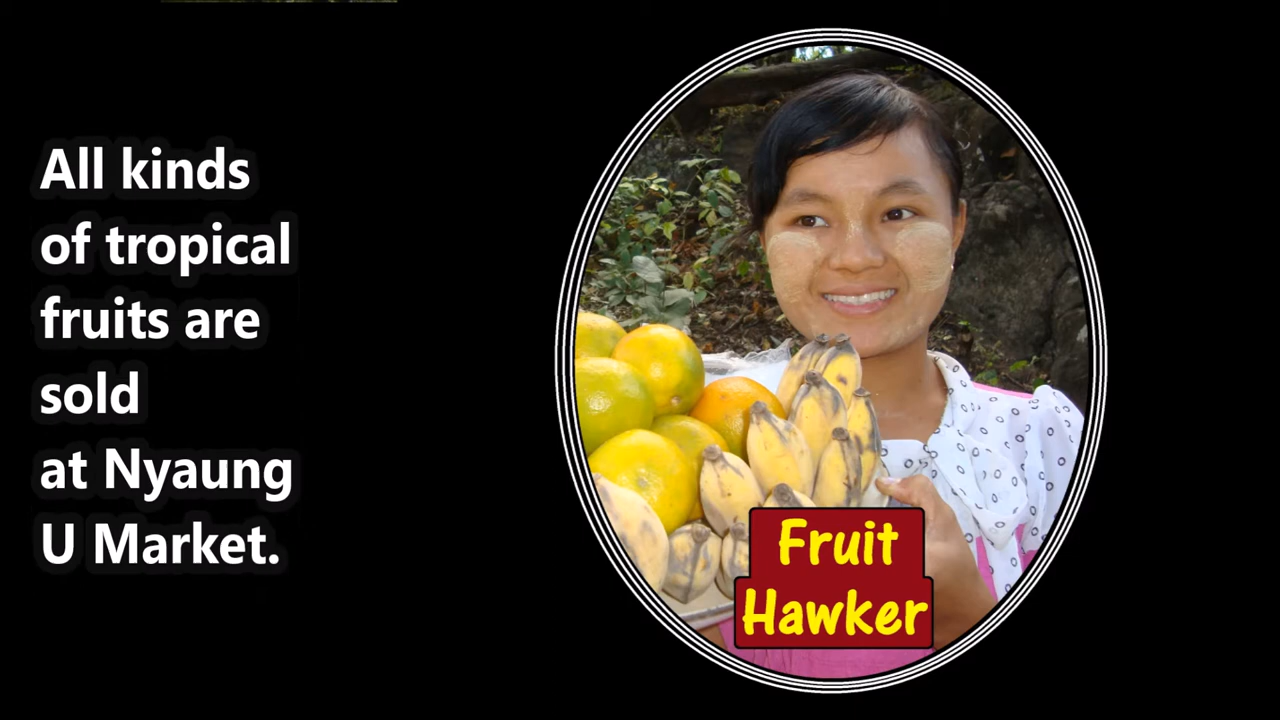 All kinds
of tropical
fruits are
sold
at Nyaung
U Market.
Fruit
Hawker